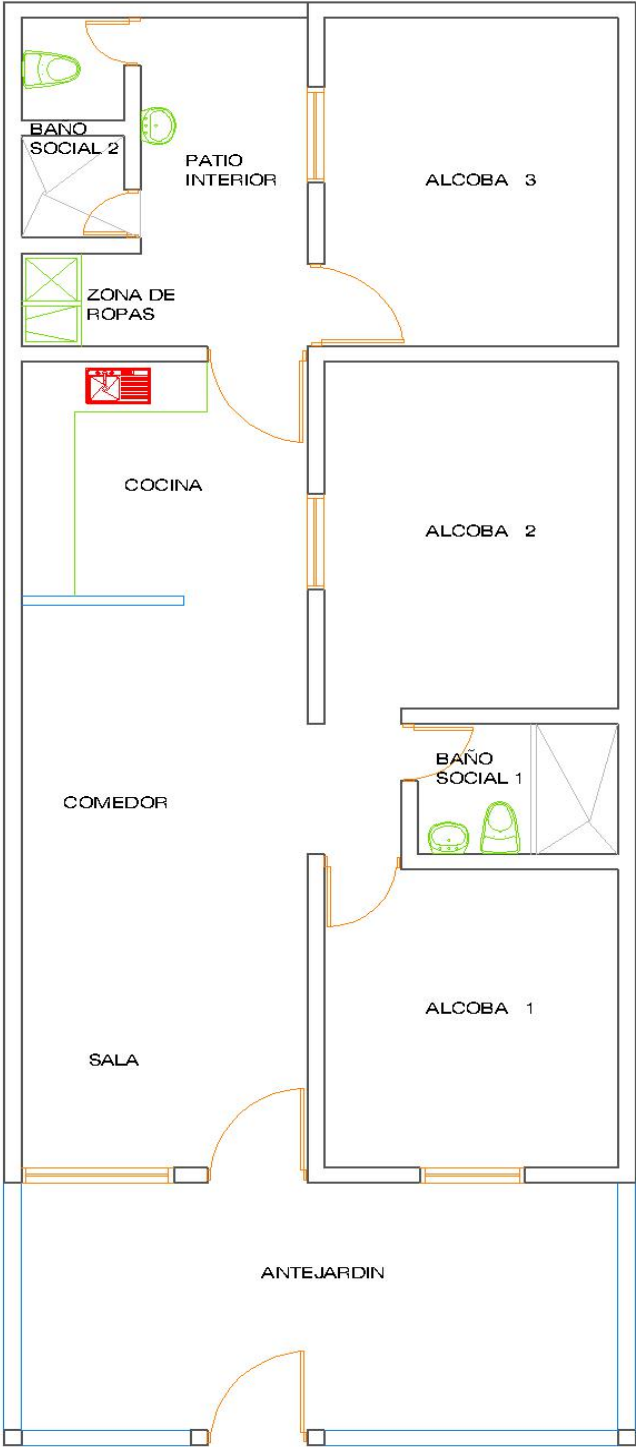 BAÑO
SOCIAL 2
PATIO
INTERIOR
ALCOBA 3
ZONA DE
ROPAS
COCINA
ALCOBA 2
BAÑO
SOCIAL 1
COMEDOR
ALCOBA 1
SALA
ANTEJARDIN